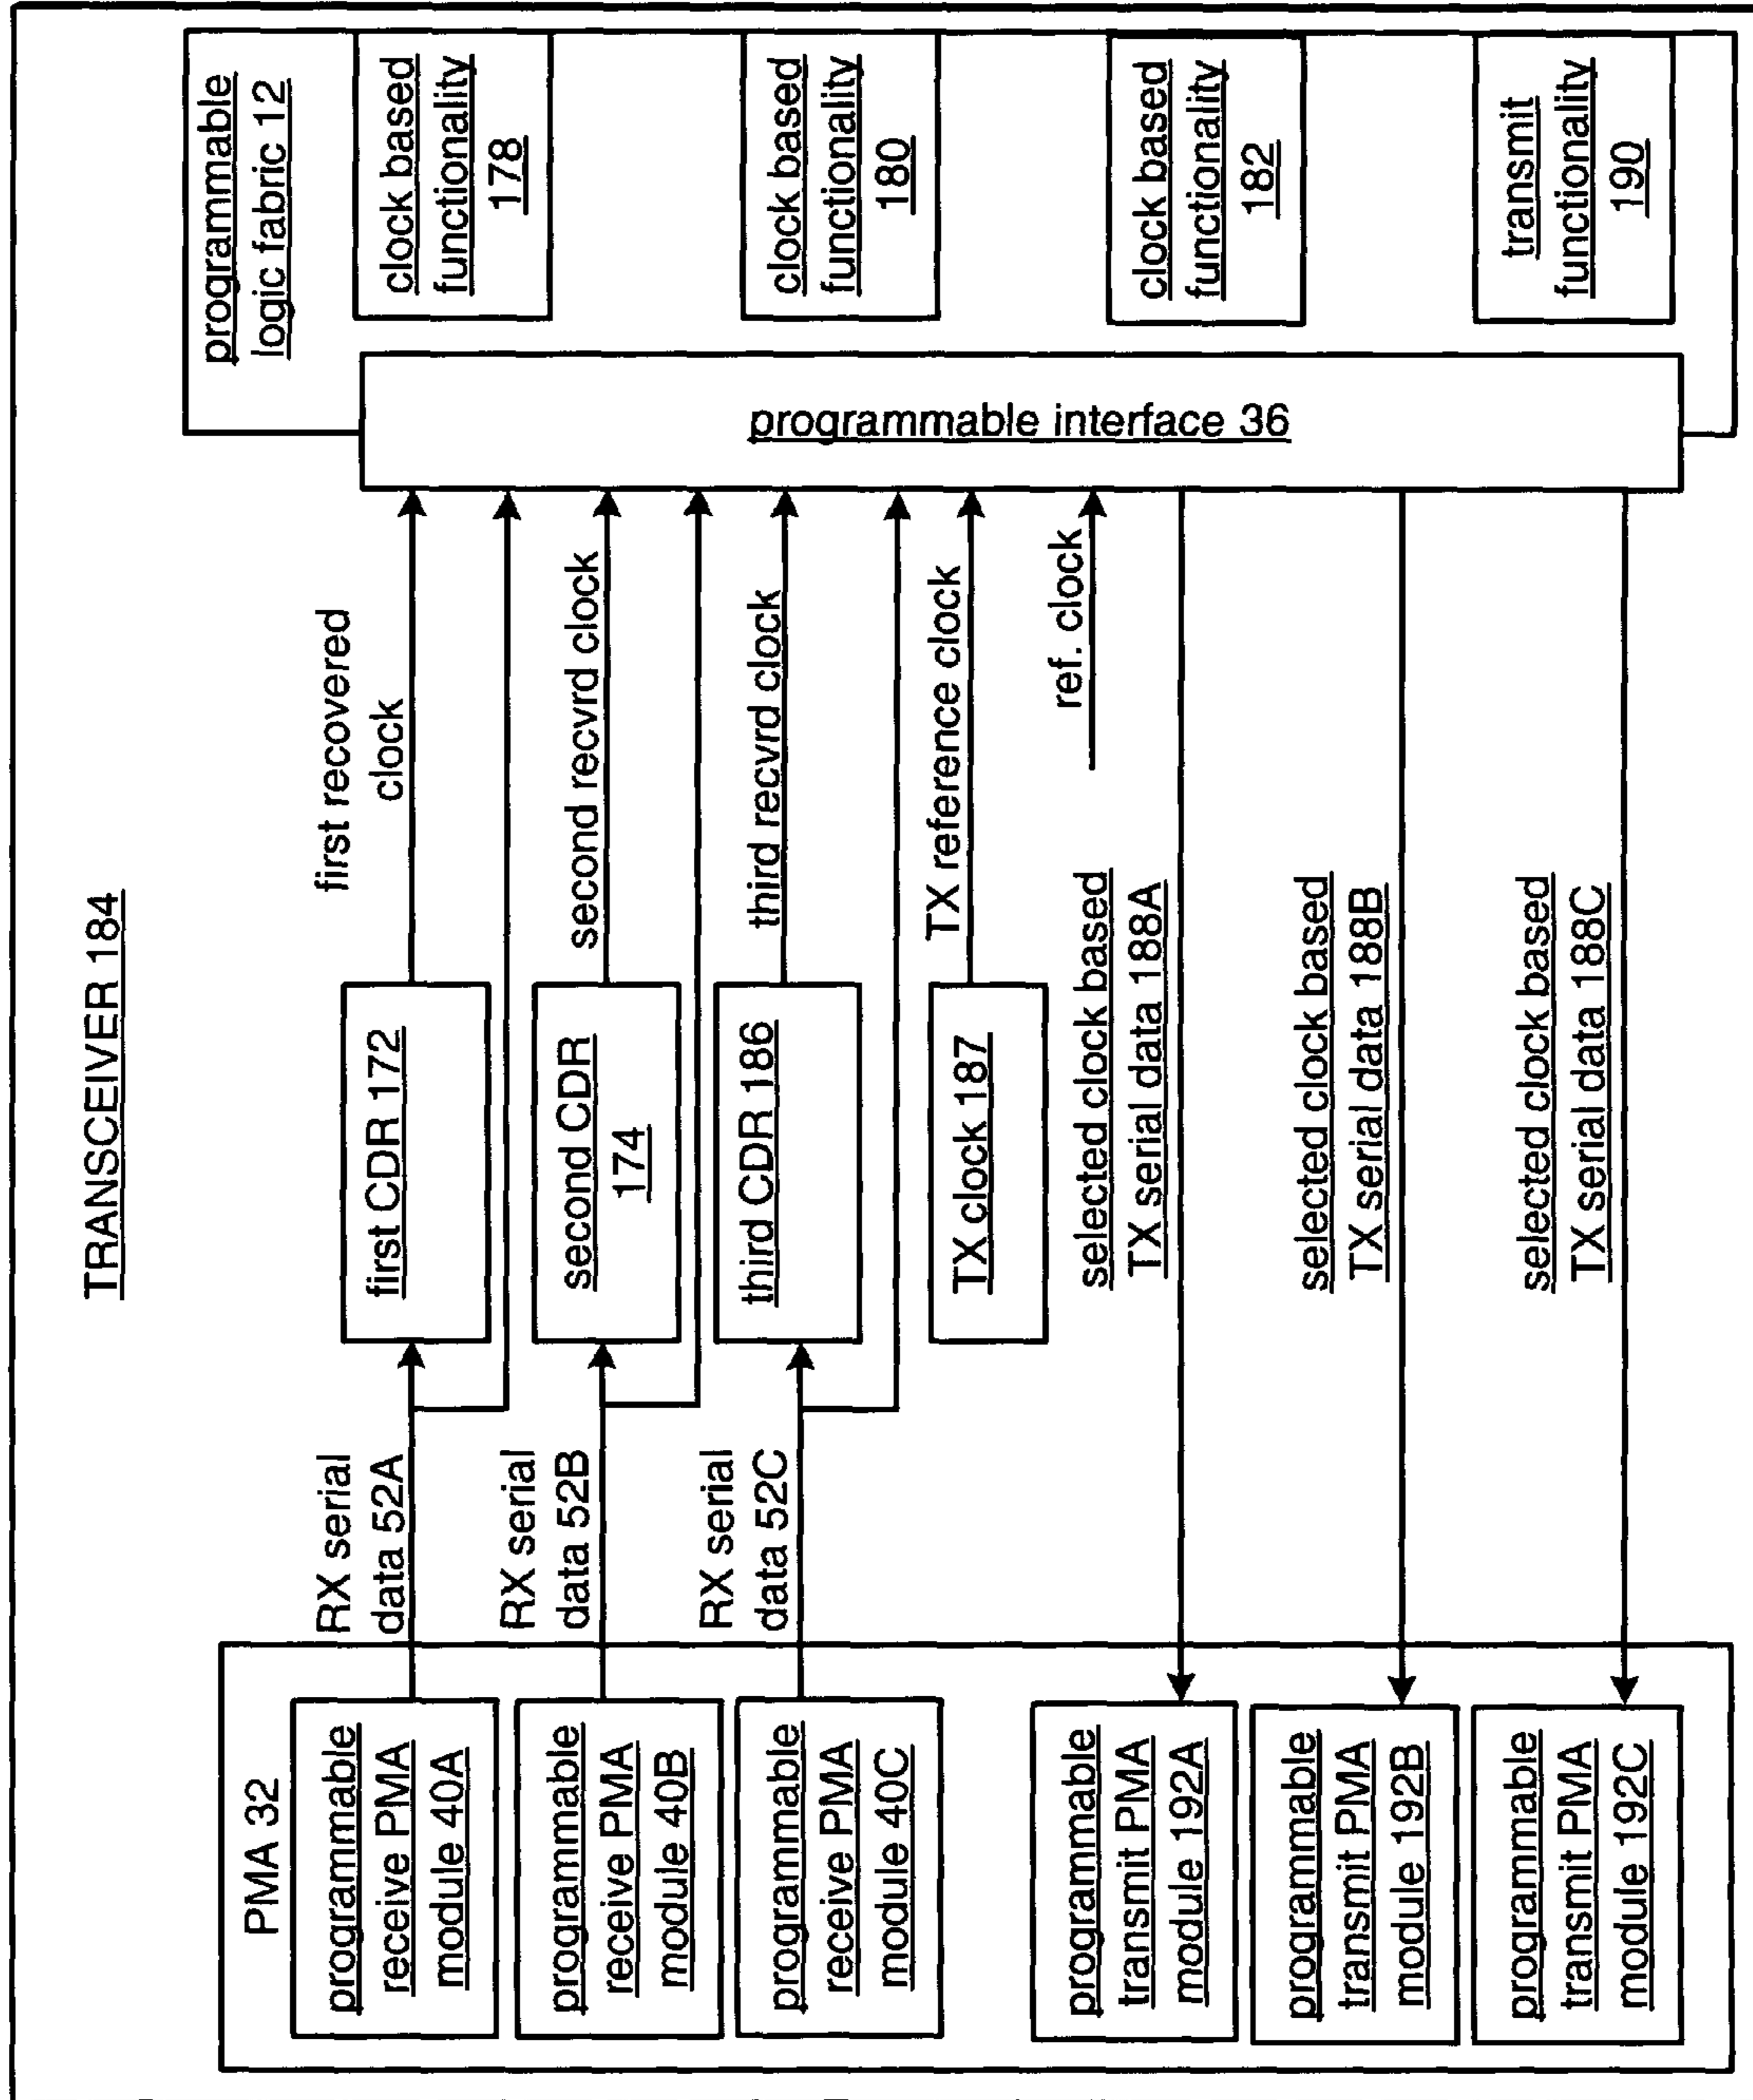 TRANSCEIVER 184
PMA 32
programmable
receive PMA
module 40A
programmable
receive PMA
module 40B
programmable
receive PMA
module 40C
programmable
transmit PMA
module 192A
programmable
transmit PMA
module 192B
programmable
transmit PMA
module 192C
RX serial
data 52A
RX serial
data 52B
RX serial
data 52C
first CDR 172
second CDR
174
third CDR 186
TX clock 187
first recovered
clock
second recvrd clock
third recvrd clock
TX reference clock
ref. clock
selected clock based
TX serial data 188A
selected clock based
TX serial data 188B
selected clock based
TX serial data 188C
programmable interface 36
programmable
logic fabric 12
clock based
functionality
178
clock based
functionality
180
clock based
functionality
182
transmit
functionality
190